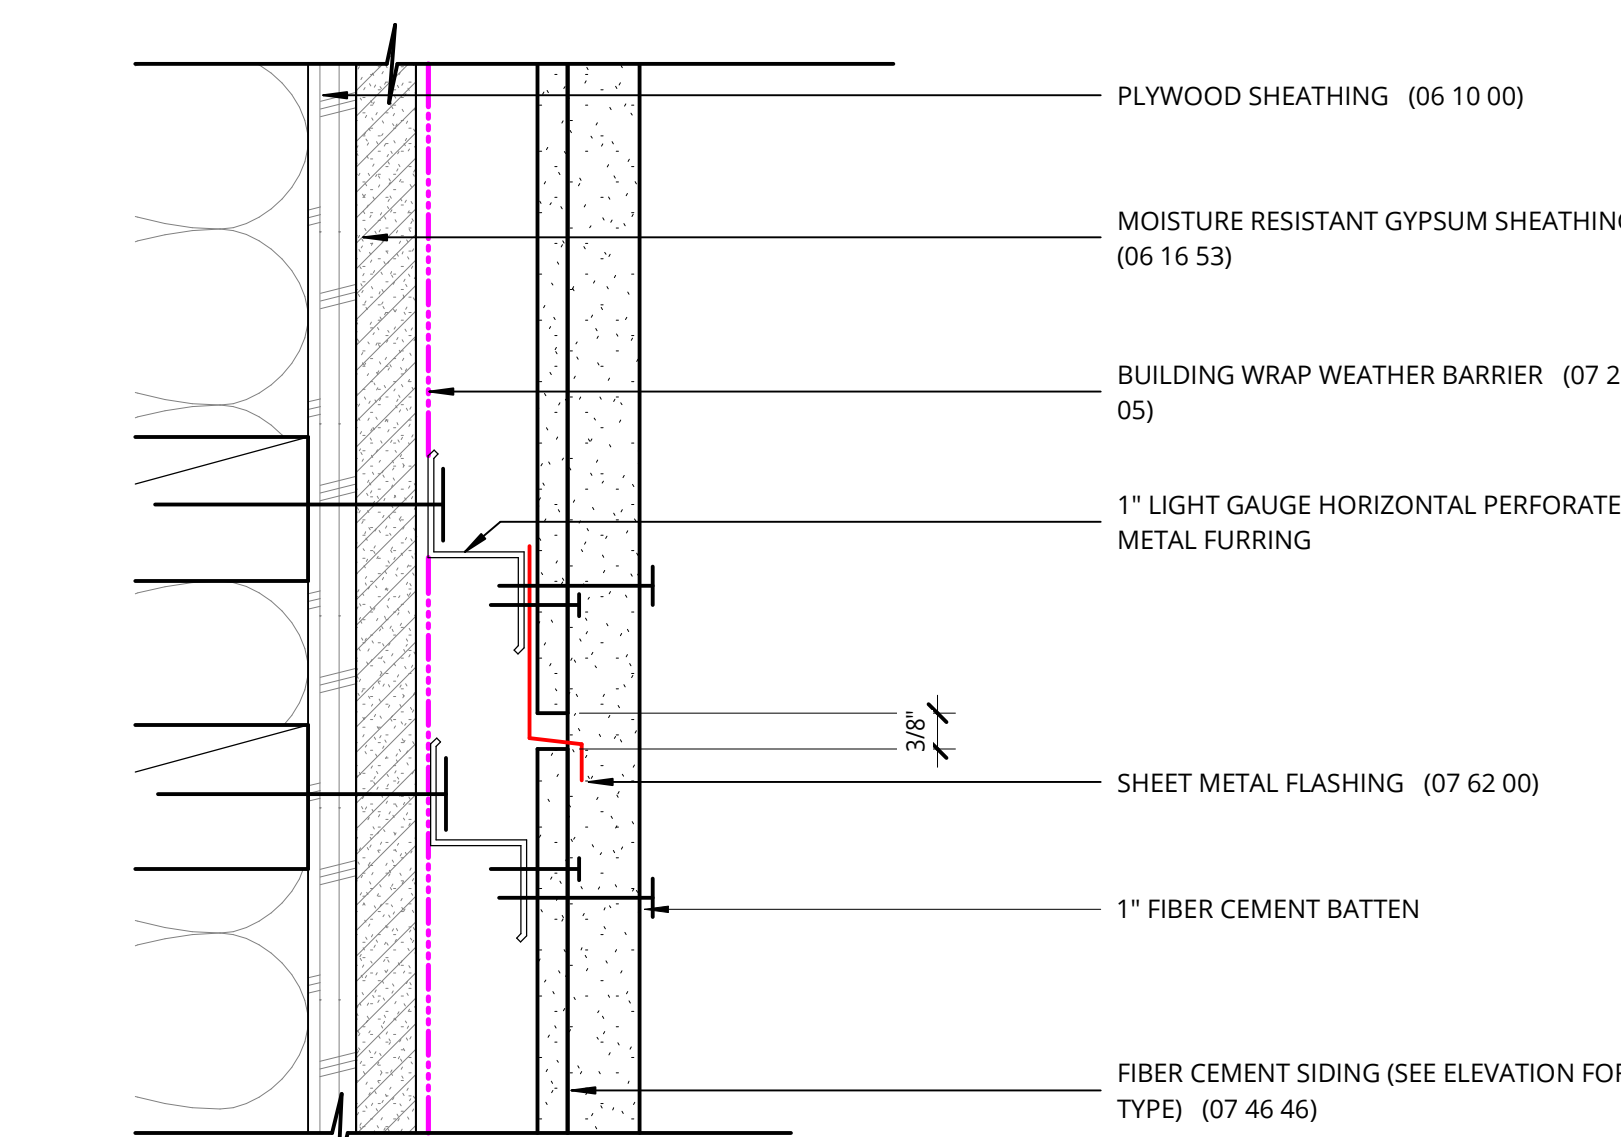 PLYWOOD SHEATHING (06 10 00)
MOISTURE RESISTANT GYPSUM SHEATHING
(06 16 53)
BUILDING WRAP WEATHER BARRIER (07 2
05)
1" LIGHT GAUGE HORIZONTAL PERFORATE
METAL FURRING
3/8"
SHEET METAL FLASHING (07 62 00)
1" FIBER CEMENT BATTEN
FIBER CEMENT SIDING (SEE ELEVATION FOR
TYPE) (07 46 46)